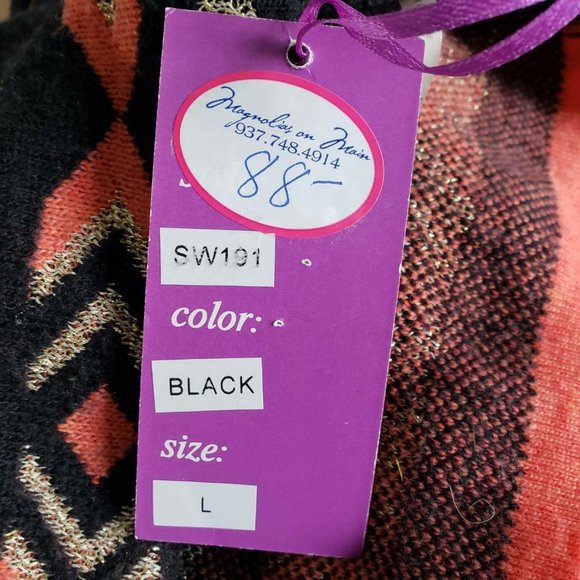 Magnolias on Main
937.748.4914
88-
SW191
color:
BLACK
size:
L